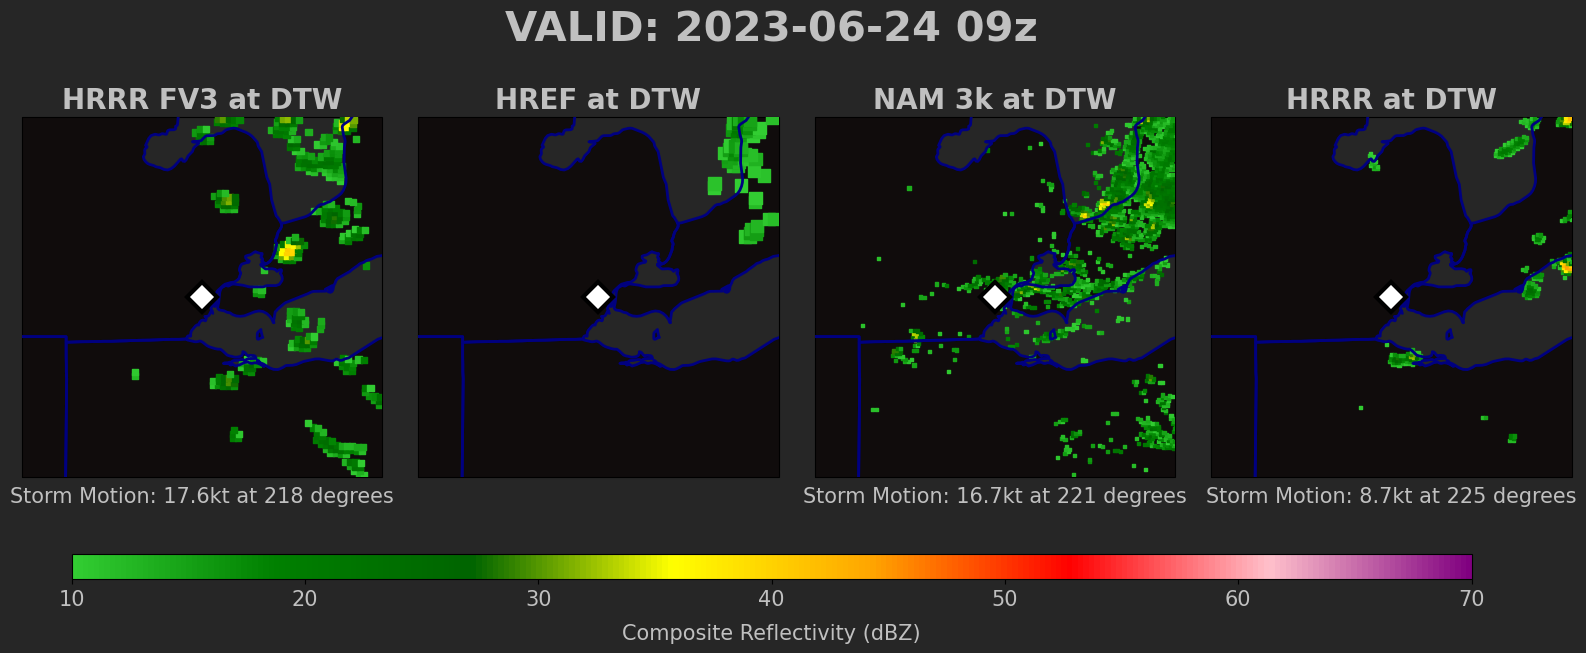 VALID: 2023-06-24 09z
HRRR FV3 at DTW
HREF at DTW
NAM 3k at DTW
HRRR at DTW
Storm Motion: 17.6kt at 218 degrees
Storm Motion: 16.7kt at 221 degrees
Storm Motion: 8.7kt at 225 degrees
10 20 30 40 50 60 70
Composite Reflectivity (dBZ)